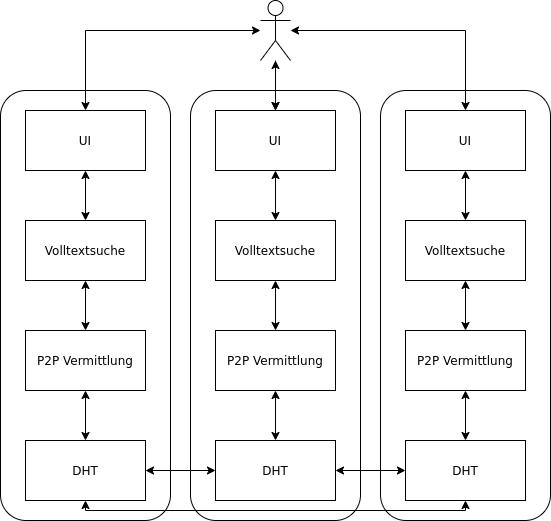 UI
UI
UI
Volltextsuche
Volltextsuche
Volltextsuche
P2P Vermittlung
P2P Vermittlung
P2P Vermittlung
DHT
DHT
DHT